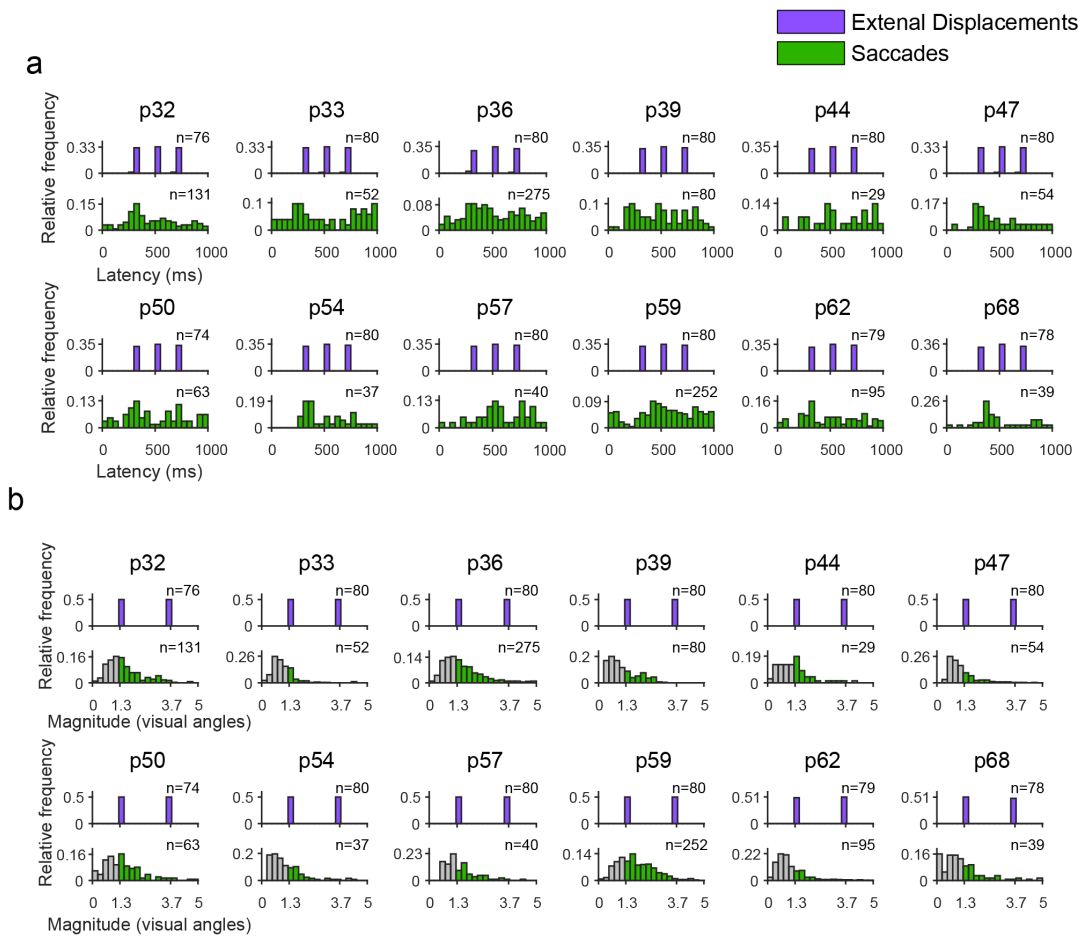 Extenal Displacements
Saccades
a
p32 p33 p36 p39 p44 p47
Relative frequency
n=76 n=80 n=80 n=80 n=80 n=80
0.33 0.33 0.35 0.35 0.35 0.33
0 0 0 0 0 0
n=131 n=52 n=275 n=80 n=29 n=54
0.15 0.1 0.08 0.1 0.14 0.17
0 0 0 0 0 0
Relative frequency
0 500 1000 0 500 1000 0 500 1000 0 500 1000 0 500 1000 0 500 1000
Latency (ms)
p50 p54 p57 p59 p62 p68
n=74 n=80 n=80 n=80 n=79 n=78
0.35 0.35 0.35 0.35 0.35 0.36
0 0 0 0 0 0
n=63 n=37 n=40 n=252 n=95 n=39
0.13 0.19 0.13 0.09 0.16 0.26
0 0 0 0 0 0
0 500 1000 0 500 1000 0 500 1000 0 500 1000 0 500 1000 0 500 1000
Latency (ms)
b
p32 p33 p36 p39 p44 p47
Relative frequency
n=76 n=80 n=80 n=80 n=80 n=80
0.5 0.5 0.5 0.5 0.5 0.5
0 0 0 0 0 0
n=131 n=52 n=275 n=80 n=29 n=54
0.16 0.26 0.14 0.2 0.19 0.26
0 0 0 0 0 0
0 1.3 3.7 5 0 1.3 3.7 5 0 1.3 3.7 5 0 1.3 3.7 5 0 1.3 3.7 5 0 1.3 3.7 5
Magnitude (visual angles)
p50 p54 p57 p59 p62 p68
Relative frequency
n=74 n=80 n=80 n=80 n=79 n=78
0.5 0.5 0.5 0.5 0.51 0.51
0 0 0 0 0 0
n=63 n=37 n=40 n=252 n=95 n=39
0.16 0.2 0.23 0.14 0.22 0.16
0 0 0 0 0 0
0 1.3 3.7 5 0 1.3 3.7 5 0 1.3 3.7 5 0 1.3 3.7 5 0 1.3 3.7 5 0 1.3 3.7 5
Magnitude (visual angles)